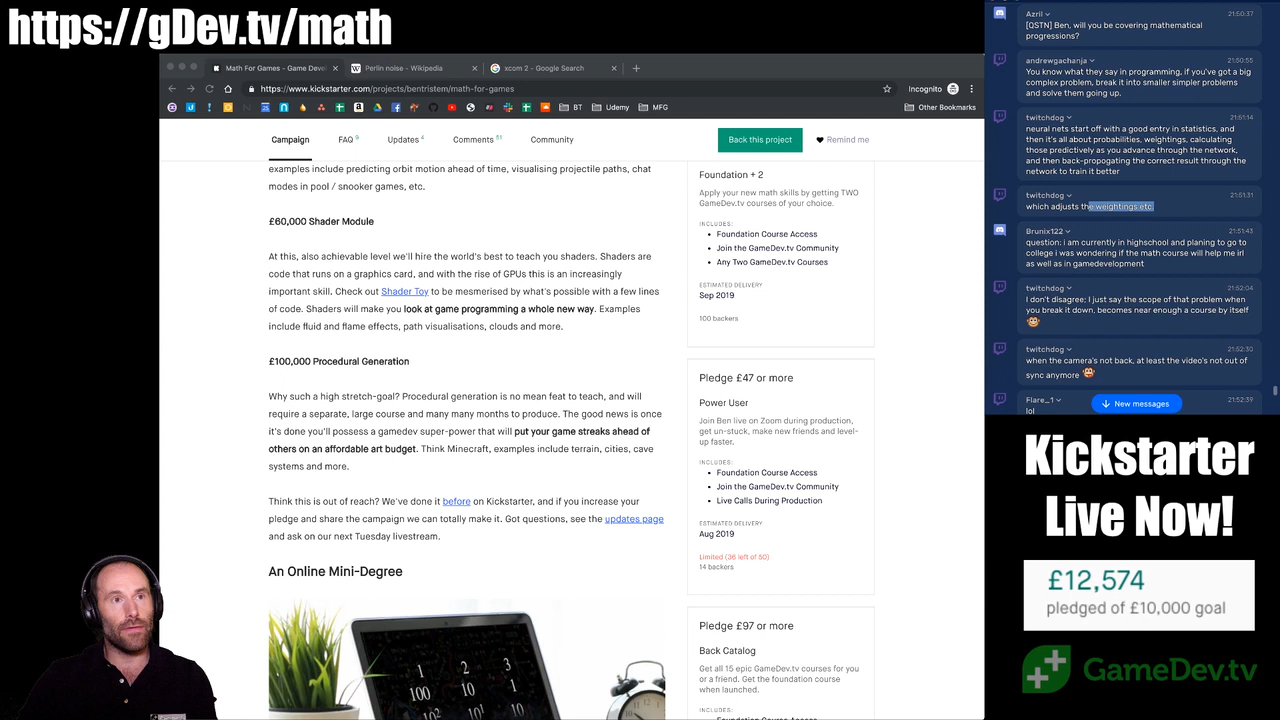 https://gDev.tv/math
Math For Games - Game Devel
Perlin noise - Wikipedia
xcom 2 - Google Search
https://www.kickstarter.com/projects/bentristem/math-for-games
Incognito
BT
Udemy
MFG
Other Bookmarks
Campaign
FAQ 9
Updates 4
Comments 51
Community
Back this project
Remind me
examples include predicting orbit motion ahead of time, visualising projectile paths, chat
modes in pool / snooker games, etc.
£60,000 Shader Module
At this, also achievable level we'll hire the world's best to teach you shaders. Shaders are
code that runs on a graphics card, and with the rise of GPUs this is an increasingly
important skill. Check out Shader Toy to be mesmerised by what's possible with a few lines
of code. Shaders will make you look at game programming a whole new way. Examples
include fluid and flame effects, path visualisations, clouds and more.
£100,000 Procedural Generation
Why such a high stretch-goal? Procedural generation is no mean feat to teach, and will
require a separate, large course and many many months to produce. The good news is once
it's done you'll possess a gamedev super-power that will put your game streaks ahead of
others on an affordable art budget. Think Minecraft, examples include terrain, cities, cave
systems and more.
Think this is out of reach? We've done it before on Kickstarter, and if you increase your
pledge and share the campaign we can totally make it. Got questions, see the updates page
and ask on our next Tuesday livestream.
An Online Mini-Degree
1 2 3
100 10 1
10² 10¹
Foundation + 2
Apply your new math skills by getting TWO
GameDev.tv courses of your choice.
INCLUDES:
• Foundation Course Access
• Join the GameDev.tv Community
• Any Two GameDev.tv Courses
ESTIMATED DELIVERY
Sep 2019
100 backers
Pledge £47 or more
Power User
Join Ben live on Zoom during production,
get un-stuck, make new friends and level-
up faster.
INCLUDES:
• Foundation Course Access
• Join the GameDev.tv Community
• Live Calls During Production
ESTIMATED DELIVERY
Aug 2019
Limited (36 left of 50)
14 backers
Pledge £97 or more
Back Catalog
Get all 15 epic GameDev.tv courses for you
or a friend. Get the foundation course
when launched.
INCLUDES:
• Foundation Course Access
Azril 21:50:37
[QSTN] Ben, will you be covering mathematical
progressions?
andrewgachanja 21:50:55
You know what they say in programming, if you've got a big
complex problem, break it into smaller simpler problems
and solve them going up.
twitchdog 21:51:14
neural nets start off with a good entry in statistics, and
then it's all about probabilities, weightings, calculating
those predictively as you advance through the network,
and then back-propogating the correct result through the
network to train it better
twitchdog 21:51:31
which adjusts the weightings etc.
Brunix122 21:51:43
question: i am currently in highschool and planing to go to
college i was wondering if the math course will help me irl
as well as in gamedevelopment
twitchdog 21:52:04
I don't disagree; I just say the scope of that problem when
you break it down, becomes near enough a course by itself
twitchdog 21:52:30
when the camera's not back, at least the video's not out of
sync anymore
Flare_1 21:52:39
lol
New messages
Kickstarter
Live Now!
£12,574
pledged of £10,000 goal
GameDev.tv